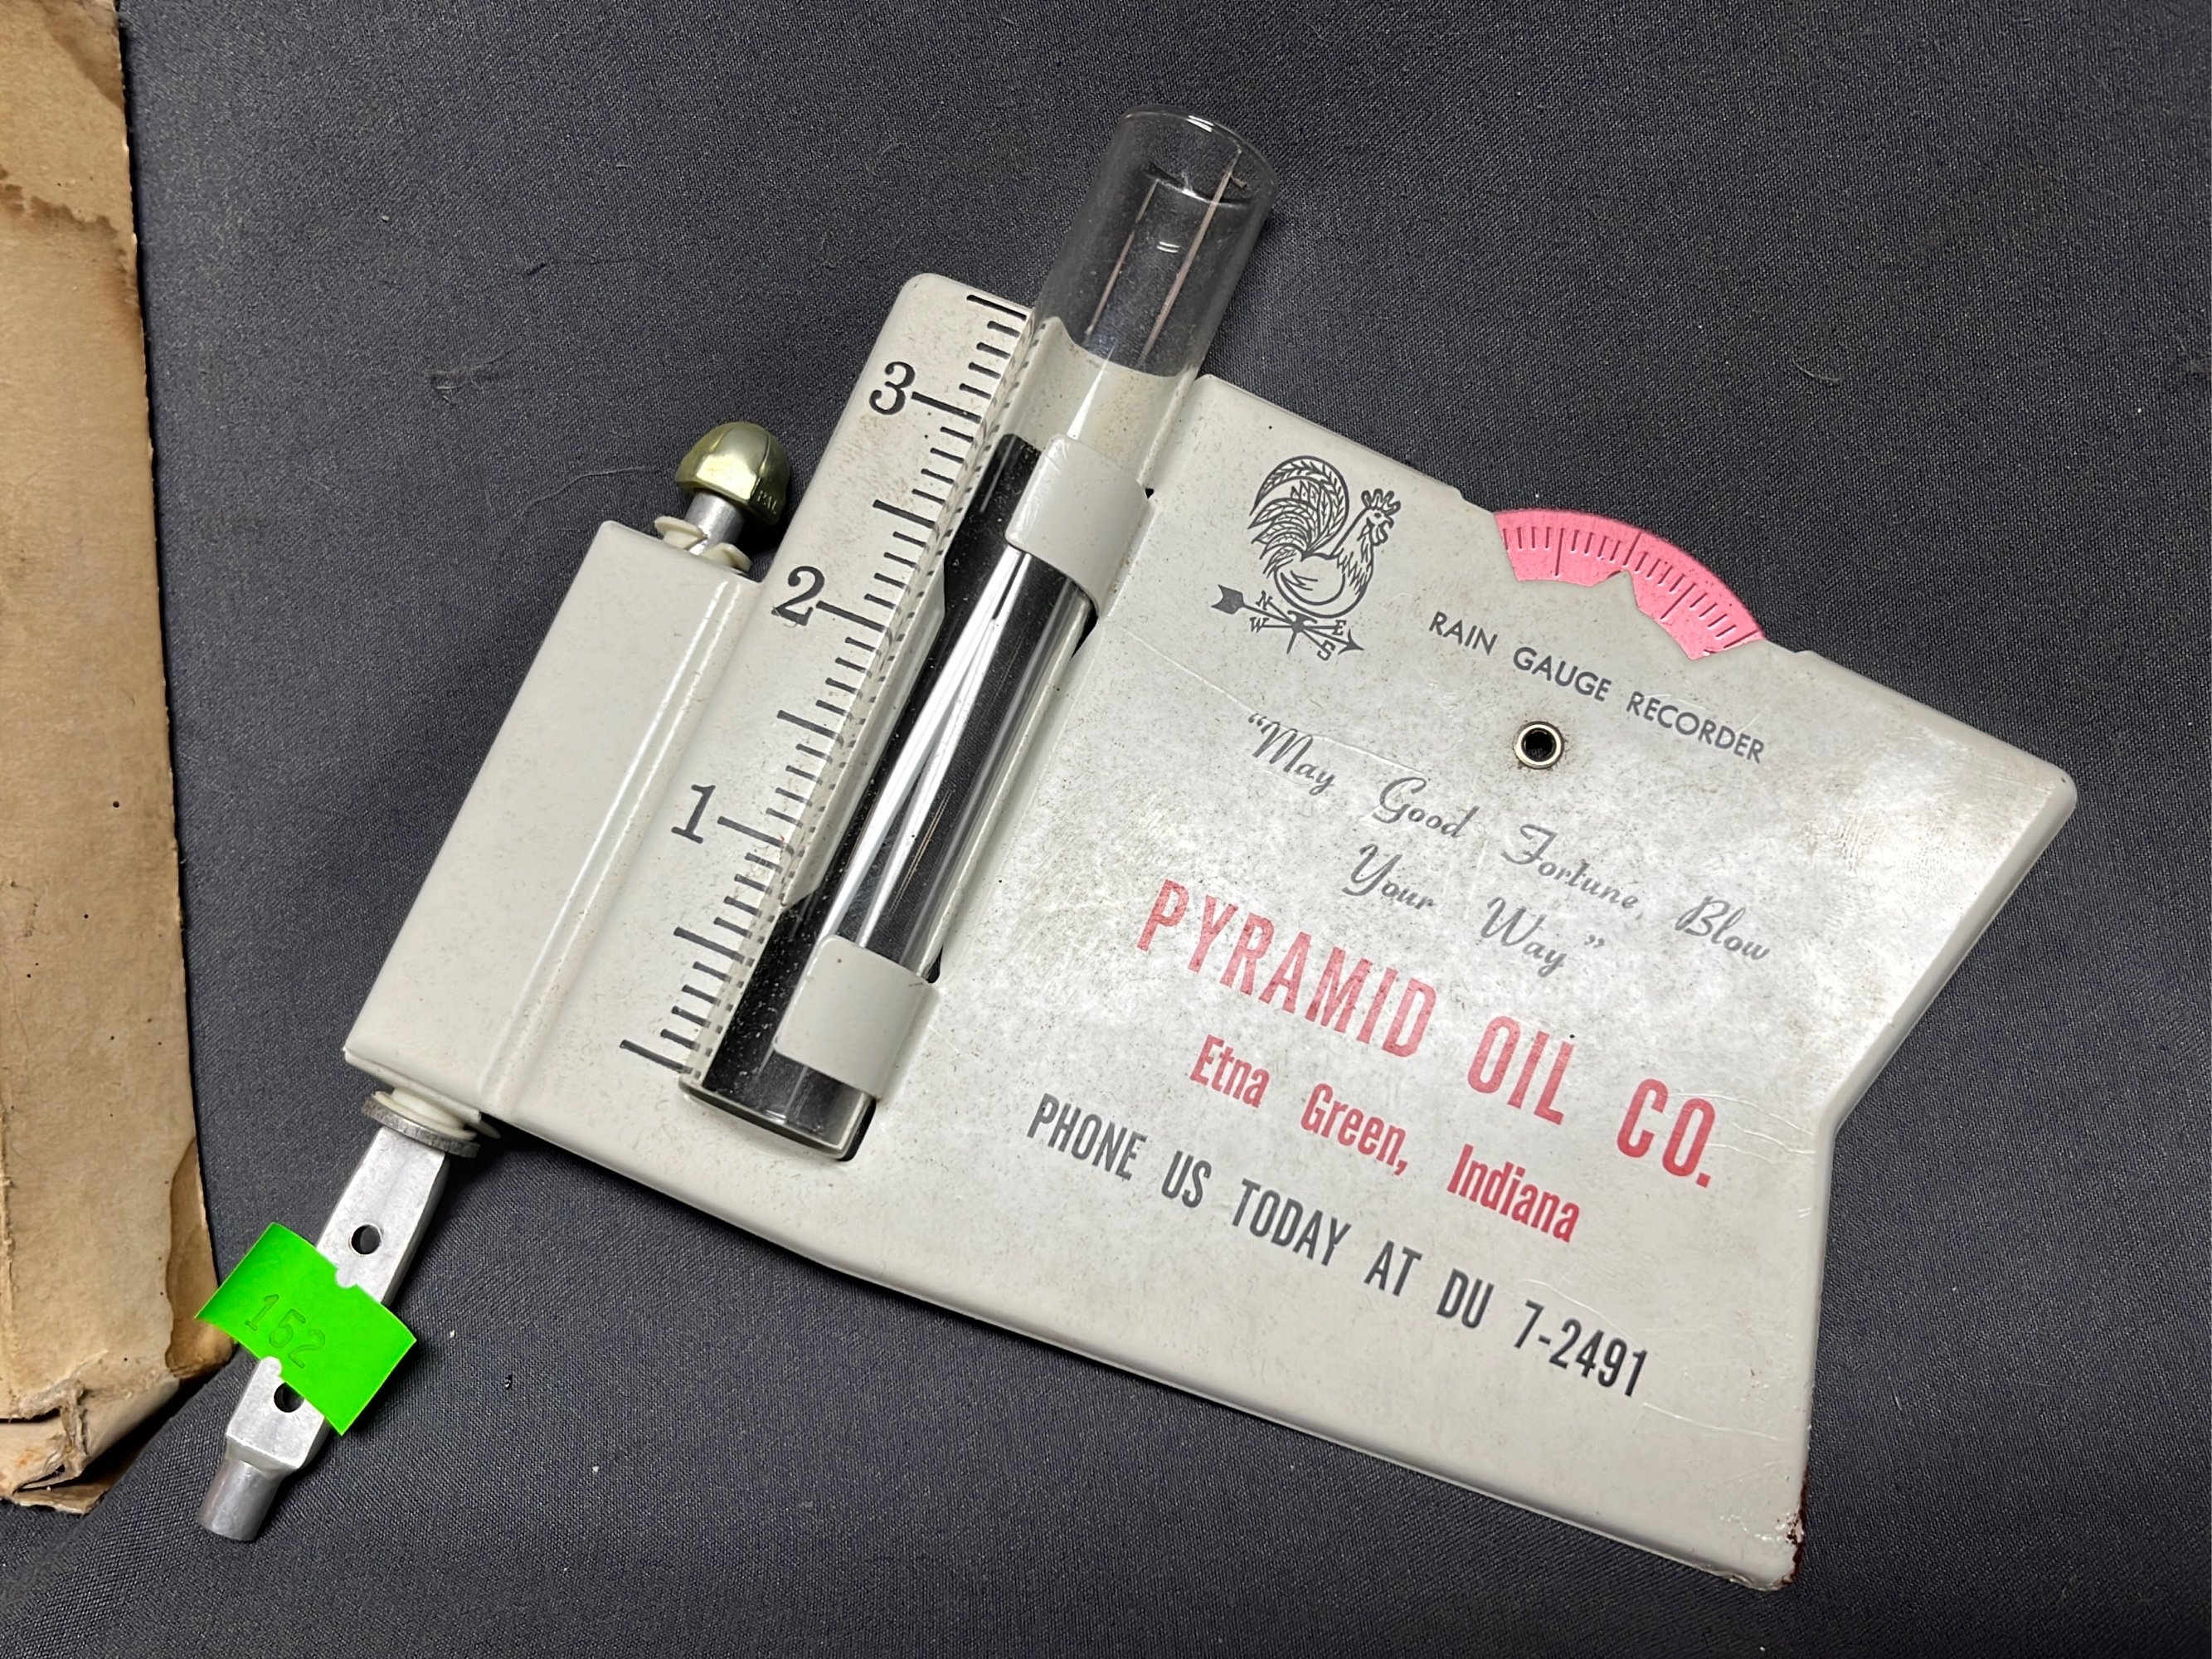 3
2
1
N
W E
S
RAIN GAUGE RECORDER
“May Good Fortune, Blow
Your Way”
PYRAMID OIL CO.
Etna Green, Indiana
PHONE US TODAY AT DU 7-2491
152